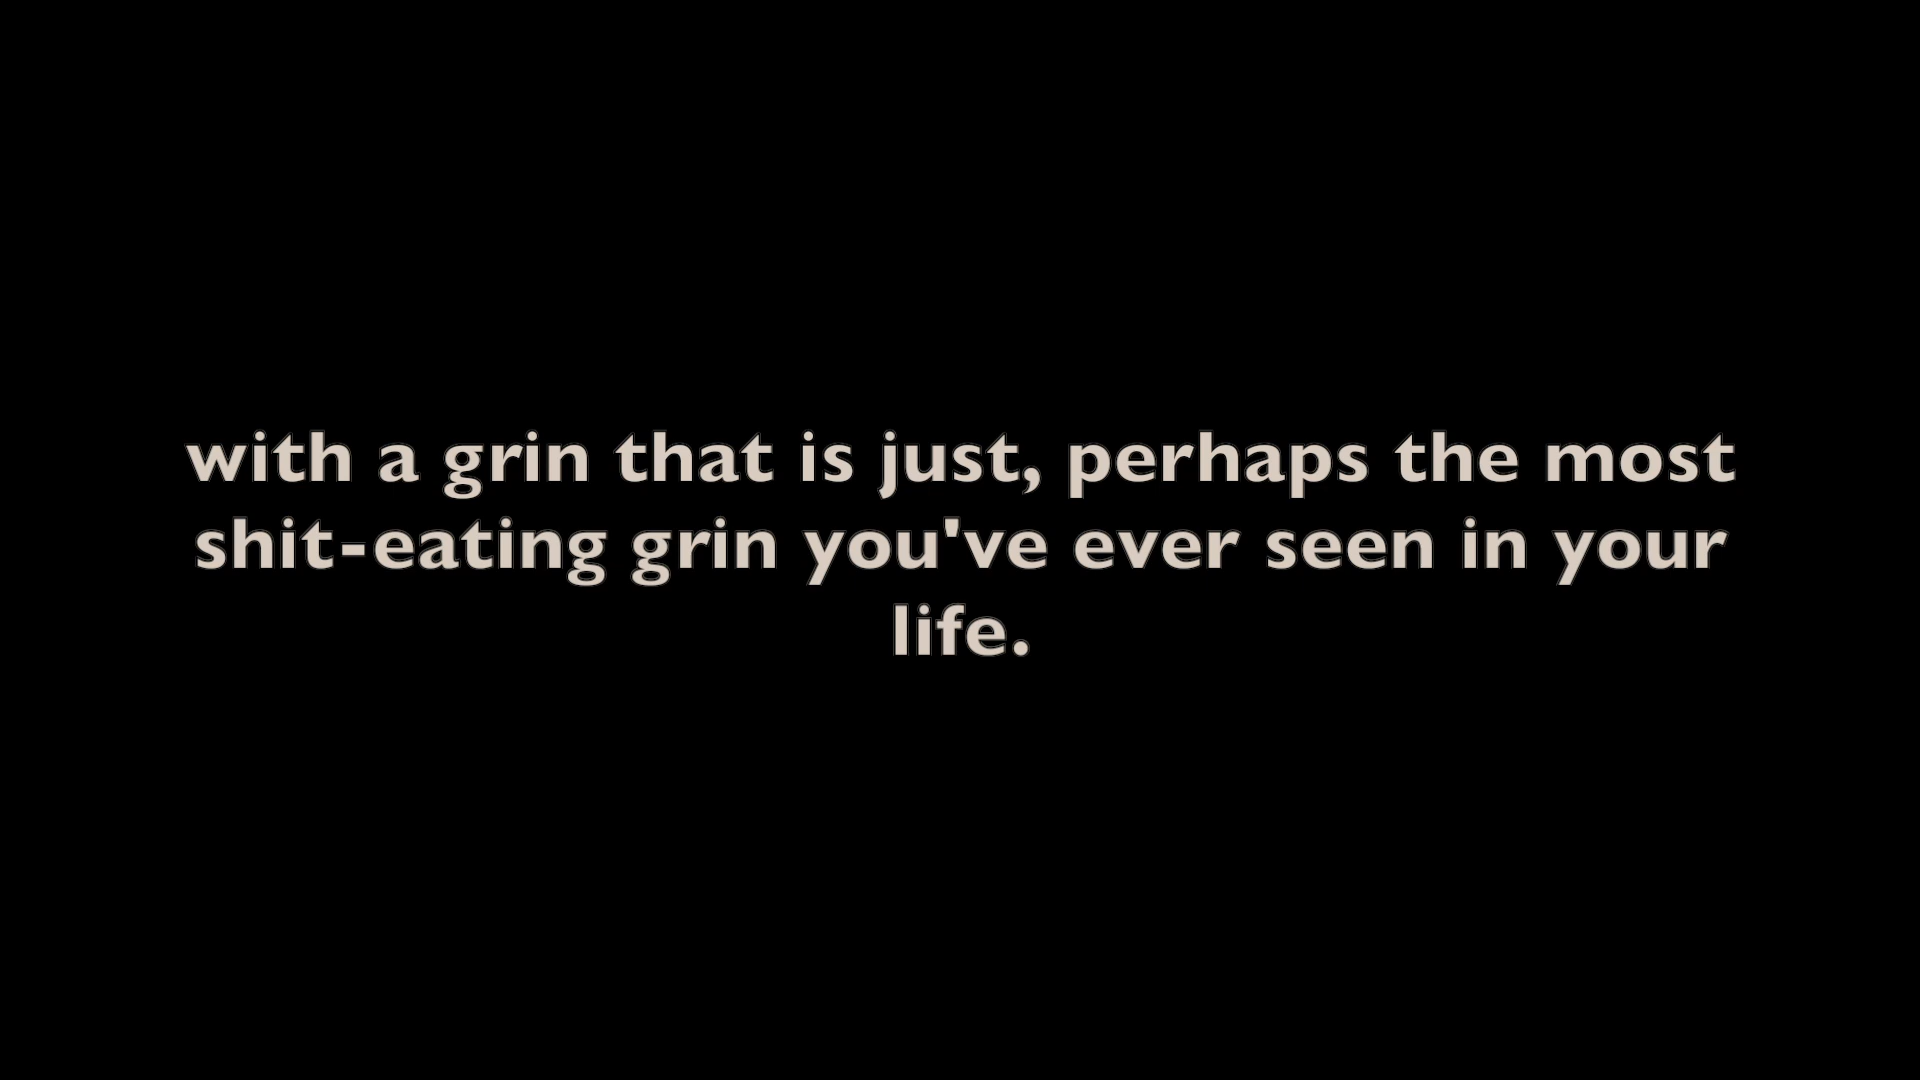 with a grin that is just, perhaps the most
shit-eating grin you've ever seen in your
life.